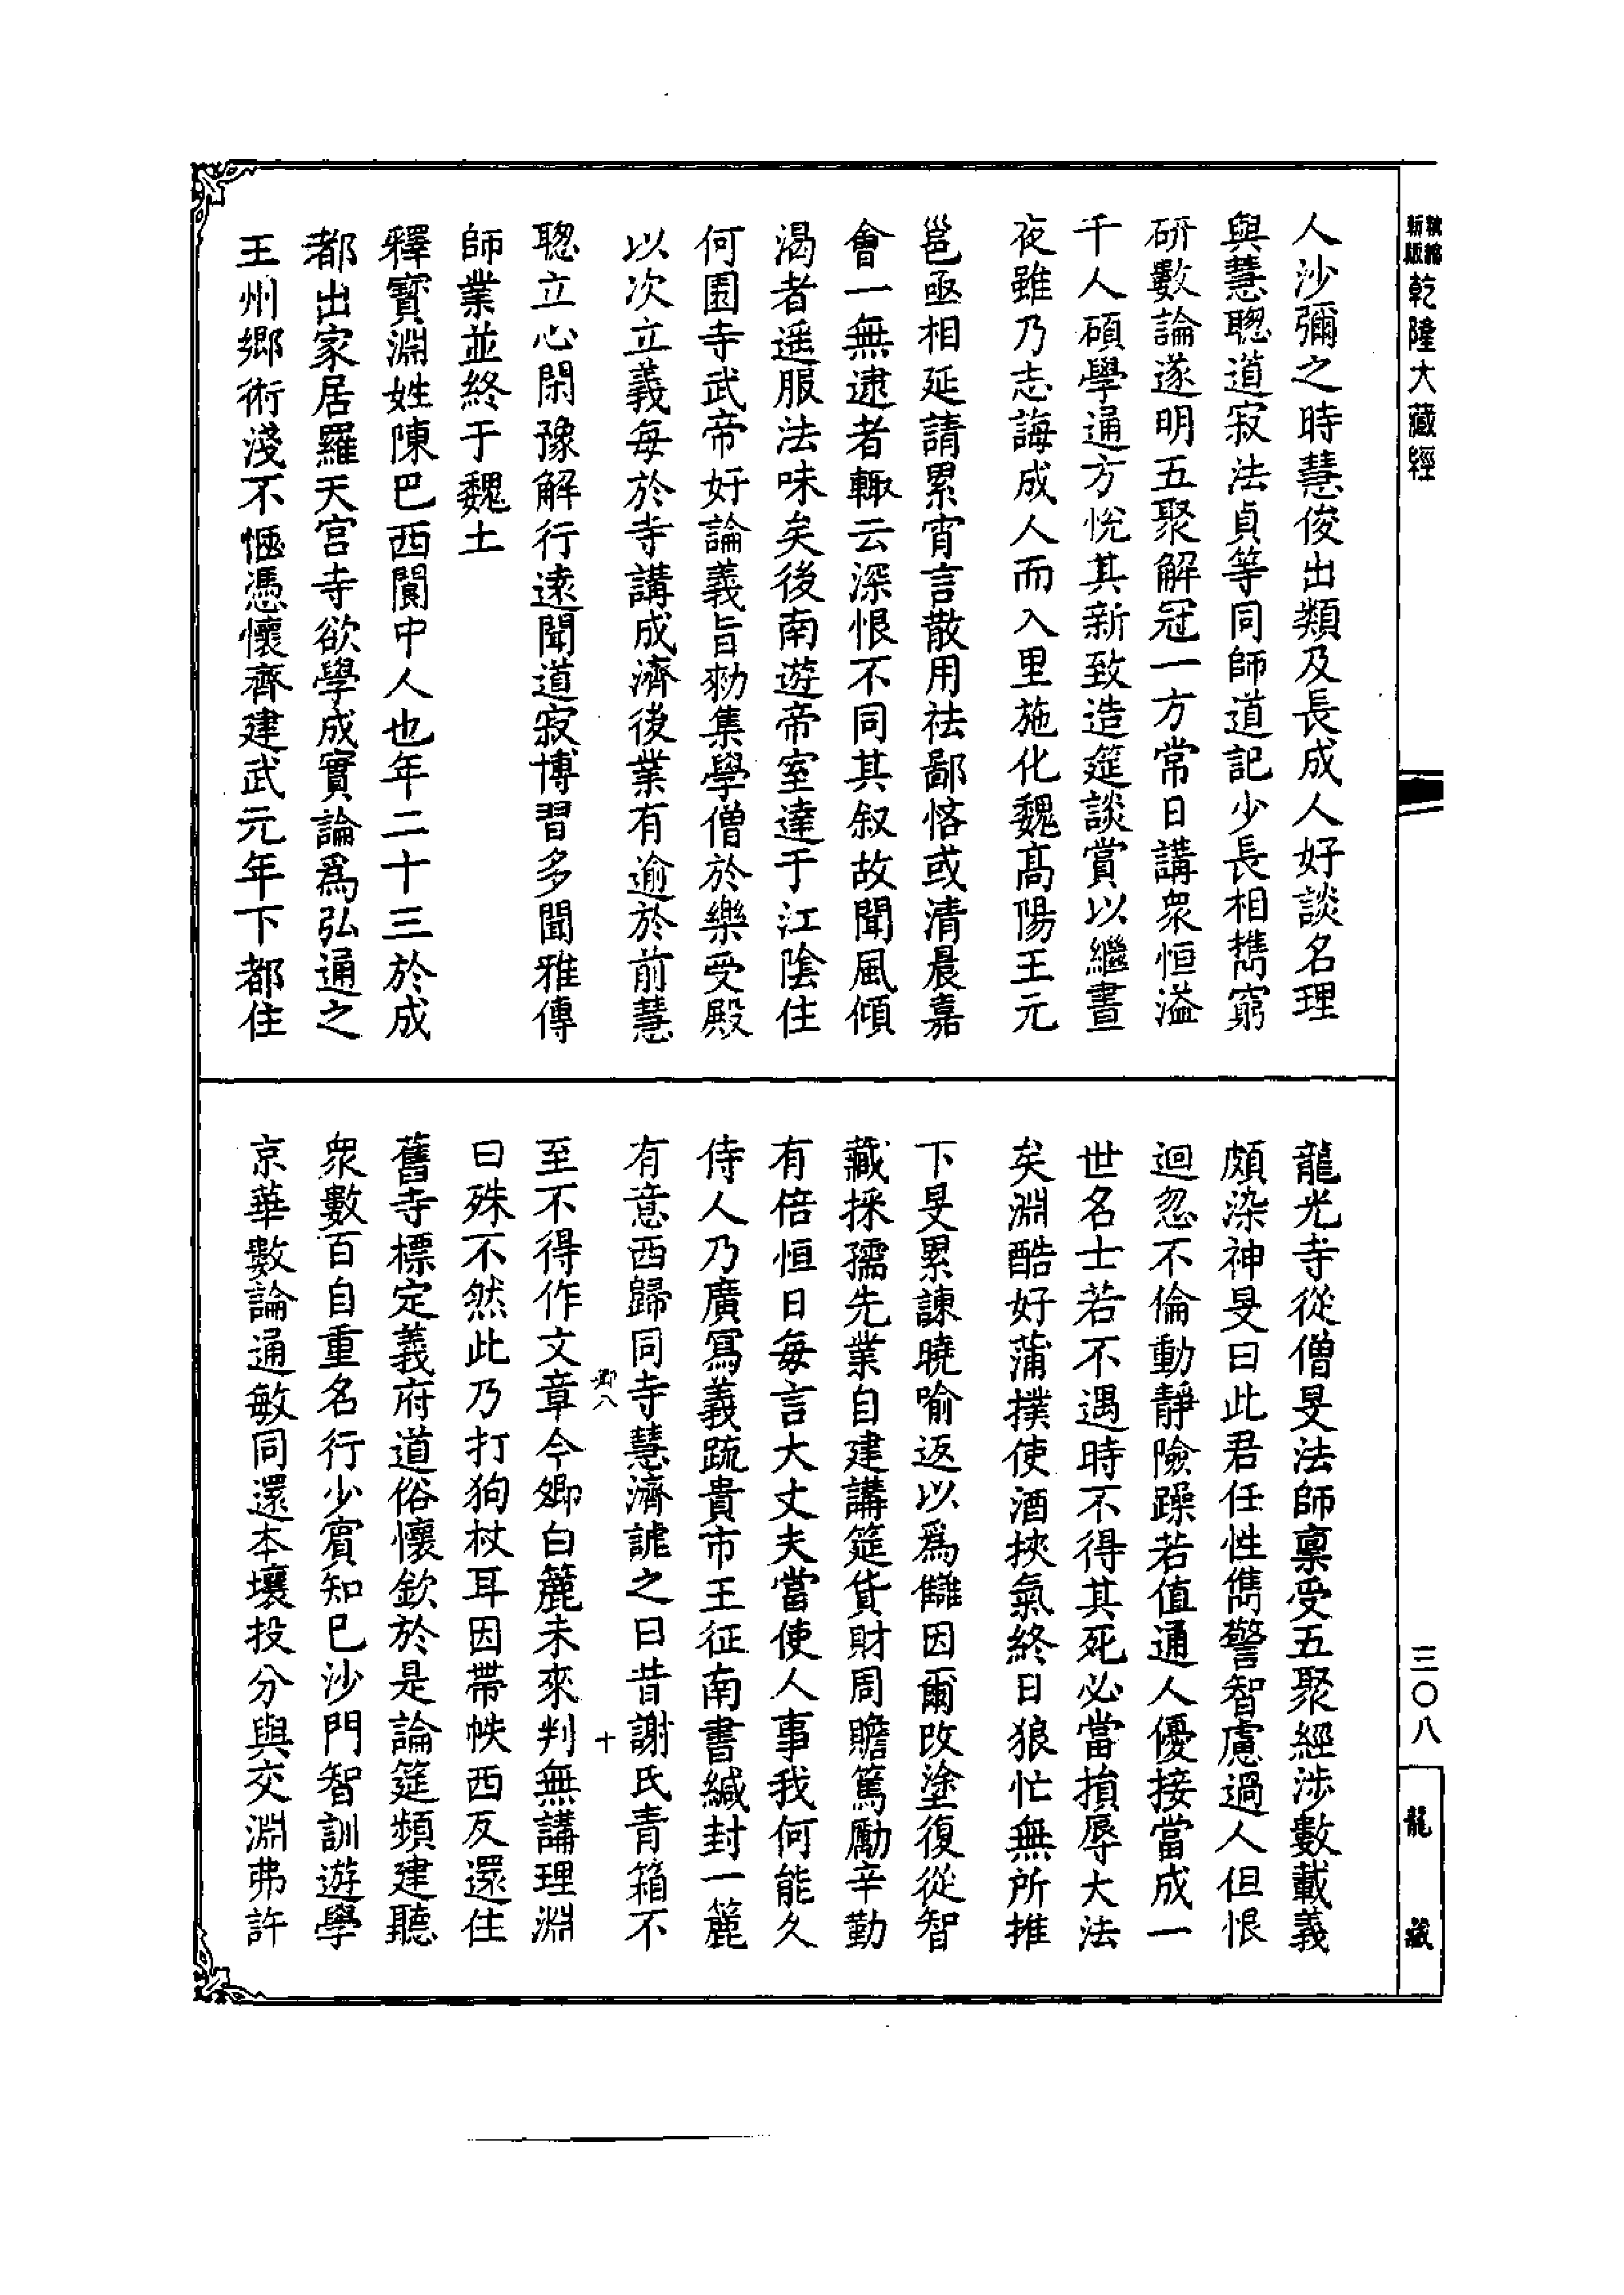 新版
乾隆大藏經
三〇八
龍藏
人沙彌之時慧俊出類及長成人好談名理
與慧聰道寂法貞等同師道記少長相攜窮
研數論遂明五聚解冠一方常日講衆恒溢
千人碩學通方悅其新致造筵談賞以繼晝
夜雖乃志誨成人而入里施化魏髙陽王元
邕亟相延請累宵言散用祛鄙悋或清晨嘉
會一無逮者輙云深恨不同其叙故聞風傾
渴者遥服法味矣後南遊帝室達于江陰住
何園寺武帝好論義旨勑集學僧於樂受殿
以次立義每於寺講成濟後業有逾於前慧
聰立心閑豫解行遠聞道寂博習多聞雅傳
師業並終于魏土
釋寳淵姓陳巴西閬中人也年二十三於成
都出家居羅天宫寺欲學成實論爲弘通之
王州郷術淺不愜憑懷齊建武元年下都住
龍光寺從僧旻法師禀受五聚經涉數載義
頗染神旻曰此君任性儁警智慮過人但恨
迴忽不倫動静險躁若值通人優接當成一
世名士若不遇時不得其死必當損辱大法
矣淵酷好蒲撲使酒挾氣終日狼忙無所推
下旻累諫曉喻返以爲讎因爾改塗復從智
藏採孺先業自建講筵貨財周贍篤勵辛勤
有倍恒日每言大丈夫當使人事我何能久
侍人乃廣寫義疏貴市王征南書緘封一簏
有意西歸同寺慧濟謔之曰昔謝氏青箱不
卿八
十
至不得作文章今卿白簏未來判無講理淵
曰殊不然此乃打狗杖耳因帶帙西反還住
舊寺標定義府道俗懷欽於是論筵頻建聽
衆數百自重名行少賓知已沙門智訓遊學
京華數論通敏同還本壤投分與交淵弗許